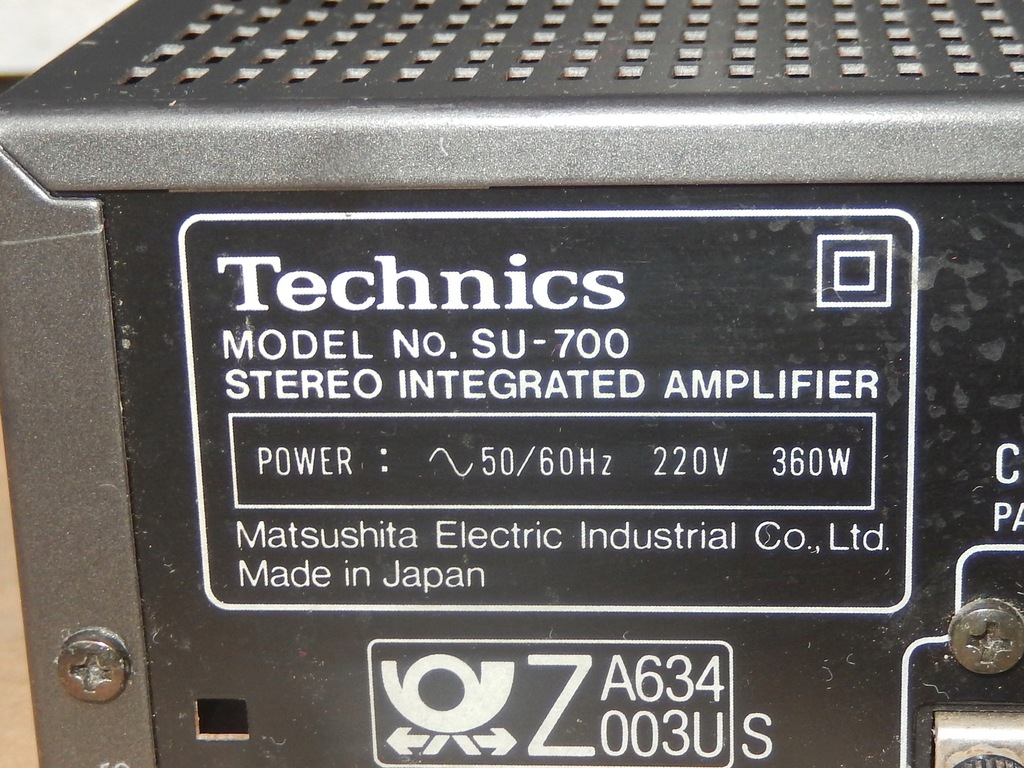 Technics
MODEL No. SU-700
STEREO INTEGRATED AMPLIFIER
POWER : ∿50/60Hz 220V 360W
Matsushita Electric Industrial Co., Ltd.
Made in Japan
Z A634
003U S